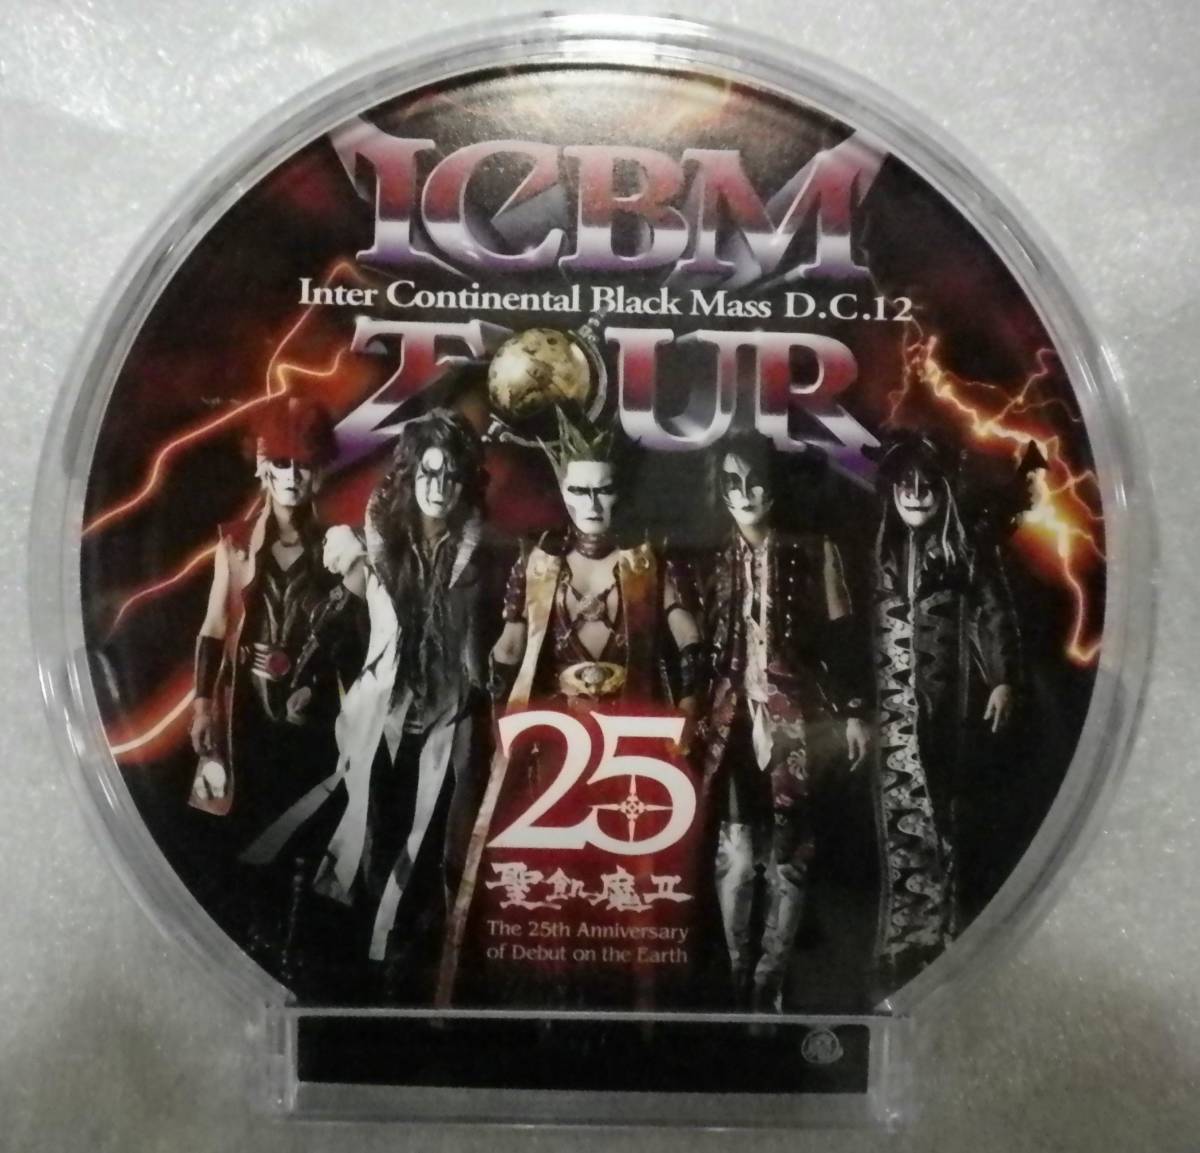 ICBM
Inter Continental Black Mass D.C.12
TOUR
25
聖飢魔II
The 25th Anniversary
of Debut on the Earth